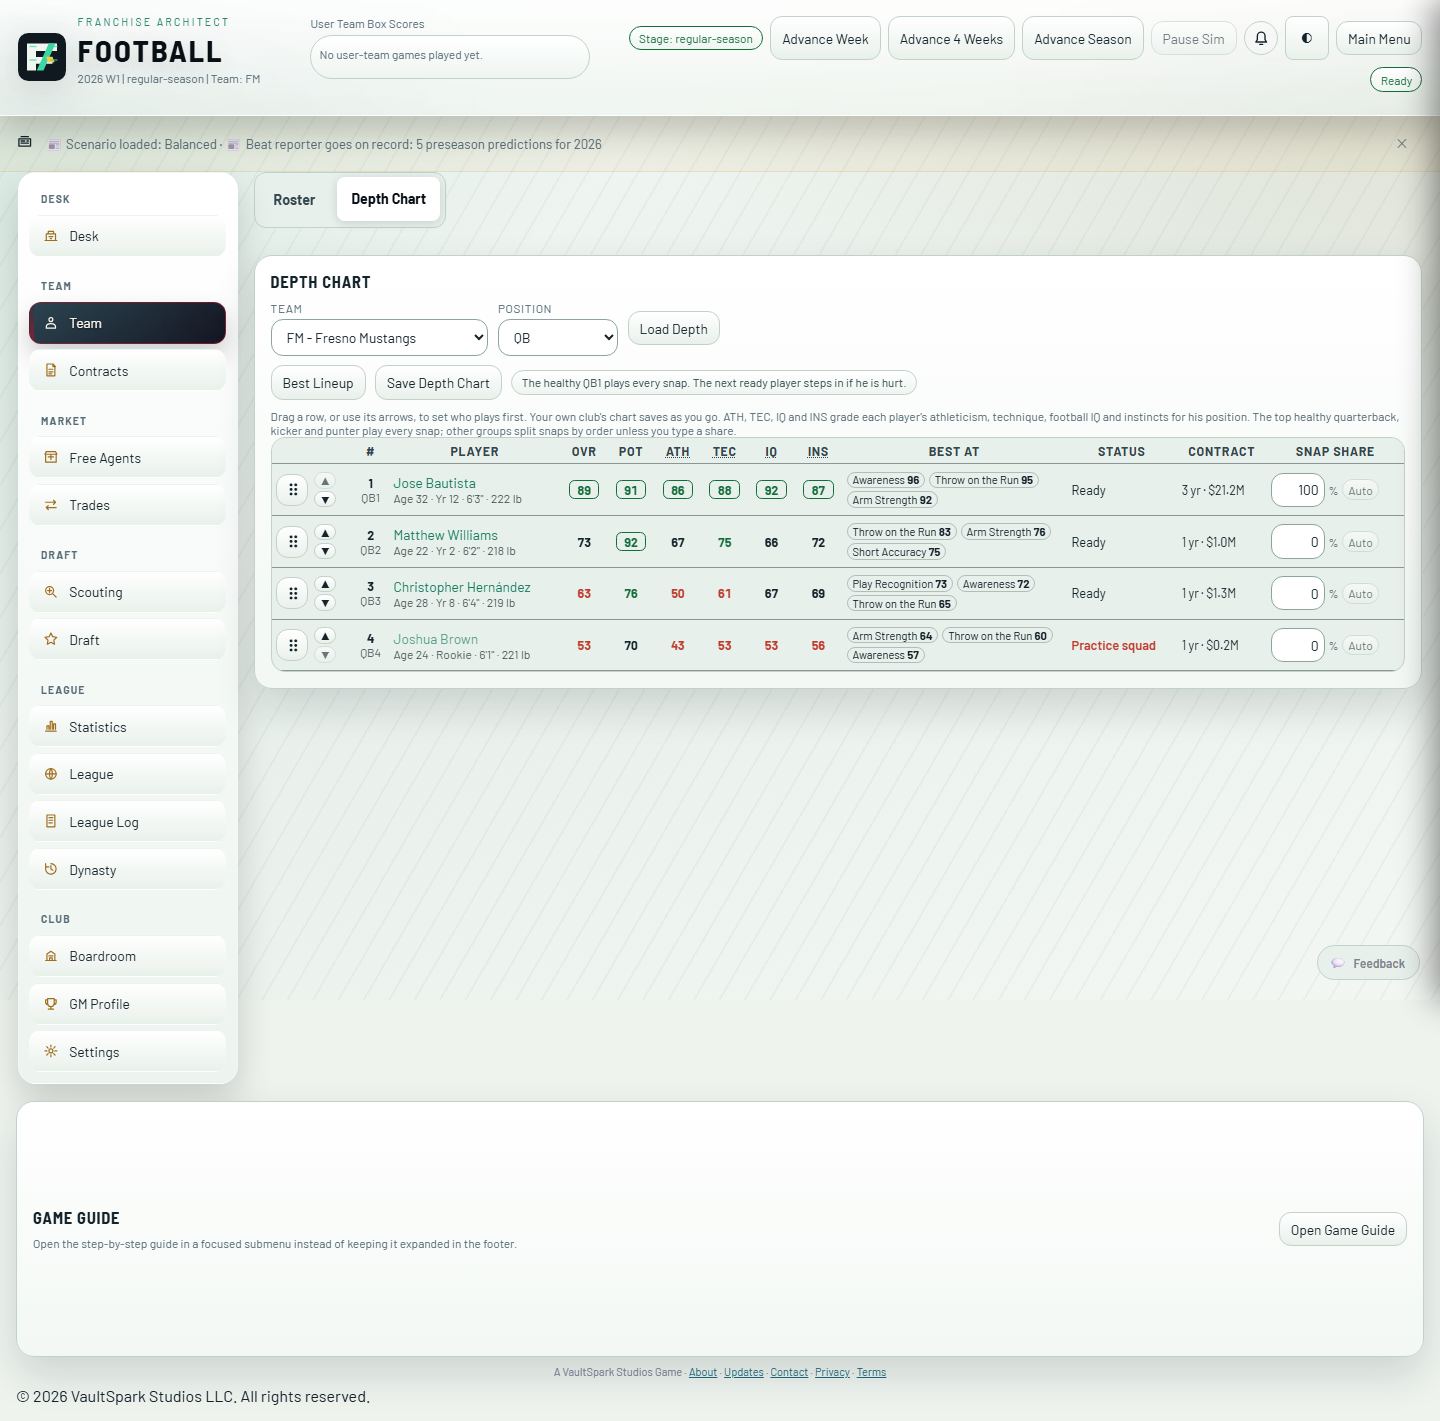 FRANCHISE ARCHITECT
FOOTBALL
2026 W1 | regular-season | Team: FM
User Team Box Scores
No user-team games played yet.
Stage: regular-season
Advance Week
Advance 4 Weeks
Advance Season
Pause Sim
Main Menu
Ready
Scenario loaded: Balanced · Beat reporter goes on record: 5 preseason predictions for 2026
DESK
Desk
TEAM
Team
Contracts
MARKET
Free Agents
Trades
DRAFT
Scouting
Draft
LEAGUE
Statistics
League
League Log
Dynasty
CLUB
Boardroom
GM Profile
Settings
Roster
Depth Chart
DEPTH CHART
TEAM
POSITION
FM - Fresno Mustangs
QB
Load Depth
Best Lineup
Save Depth Chart
The healthy QB1 plays every snap. The next ready player steps in if he is hurt.
Drag a row, or use its arrows, to set who plays first. Your own club's chart saves as you go. ATH, TEC, IQ and INS grade each player's athleticism, technique, football IQ and instincts for his position. The top healthy quarterback,
kicker and punter play every snap; other groups split snaps by order unless you type a share.
# PLAYER OVR POT ATH TEC IQ INS BEST AT STATUS CONTRACT SNAP SHARE
1 Jose Bautista 89 91 86 88 92 87 Awareness 96 Throw on the Run 95 Ready 3 yr · $21.2M 100 % Auto
QB1 Age 32 · Yr 12 · 6'3" · 222 lb Arm Strength 92
2 Matthew Williams 73 92 67 75 66 72 Throw on the Run 83 Arm Strength 76 Ready 1 yr · $1.0M 0 % Auto
QB2 Age 22 · Yr 2 · 6'2" · 218 lb Short Accuracy 75
3 Christopher Hernández 63 76 50 61 67 69 Play Recognition 73 Awareness 72 Ready 1 yr · $1.3M 0 % Auto
QB3 Age 28 · Yr 8 · 6'4" · 219 lb Throw on the Run 65
4 Joshua Brown 53 70 43 53 53 56 Arm Strength 64 Throw on the Run 60 Practice squad 1 yr · $0.2M 0 % Auto
QB4 Age 24 · Rookie · 6'1" · 221 lb Awareness 57
Feedback
GAME GUIDE
Open the step-by-step guide in a focused submenu instead of keeping it expanded in the footer.
Open Game Guide
A VaultSpark Studios Game · About · Updates · Contact · Privacy · Terms
© 2026 VaultSpark Studios LLC. All rights reserved.